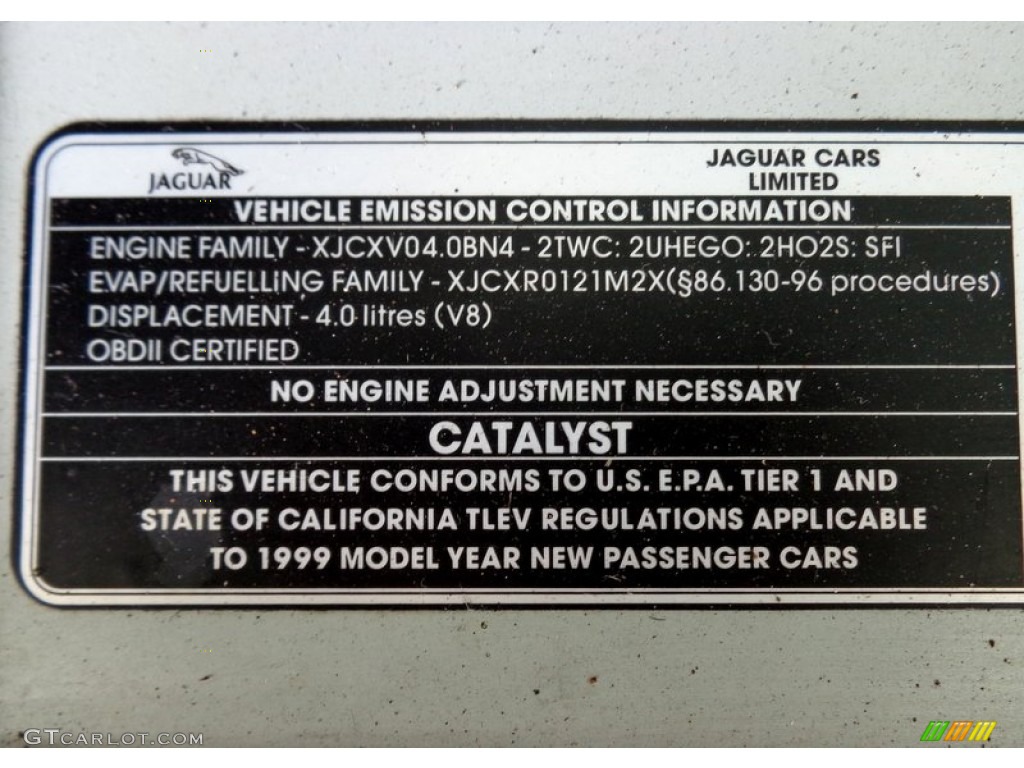 JAGUAR
JAGUAR CARS
LIMITED
VEHICLE EMISSION CONTROL INFORMATION
ENGINE FAMILY - XJCXV04.0BN4 - 2TWC: 2UHEGO: 2HO2S: SFI
EVAP/REFUELLING FAMILY - XJCXR0121M2X(§86.130-96 procedures)
DISPLACEMENT - 4.0 litres (V8)
OBDII CERTIFIED
NO ENGINE ADJUSTMENT NECESSARY
CATALYST
THIS VEHICLE CONFORMS TO U.S. E.P.A. TIER 1 AND
STATE OF CALIFORNIA TLEV REGULATIONS APPLICABLE
TO 1999 MODEL YEAR NEW PASSENGER CARS
GTCARLOT.COM